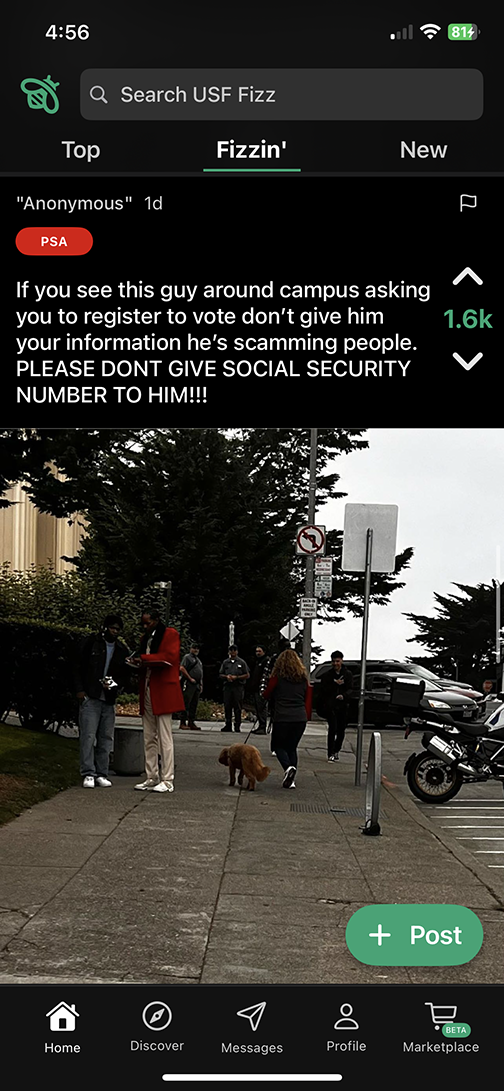 4:56
81
Search USF Fizz
Top
Fizzin'
New
"Anonymous" 1d
PSA
If you see this guy around campus asking
you to register to vote don't give him
your information he's scamming people.
PLEASE DONT GIVE SOCIAL SECURITY
NUMBER TO HIM!!!
1.6k
+ Post
Home
Discover
Messages
Profile
BETA
Marketplace